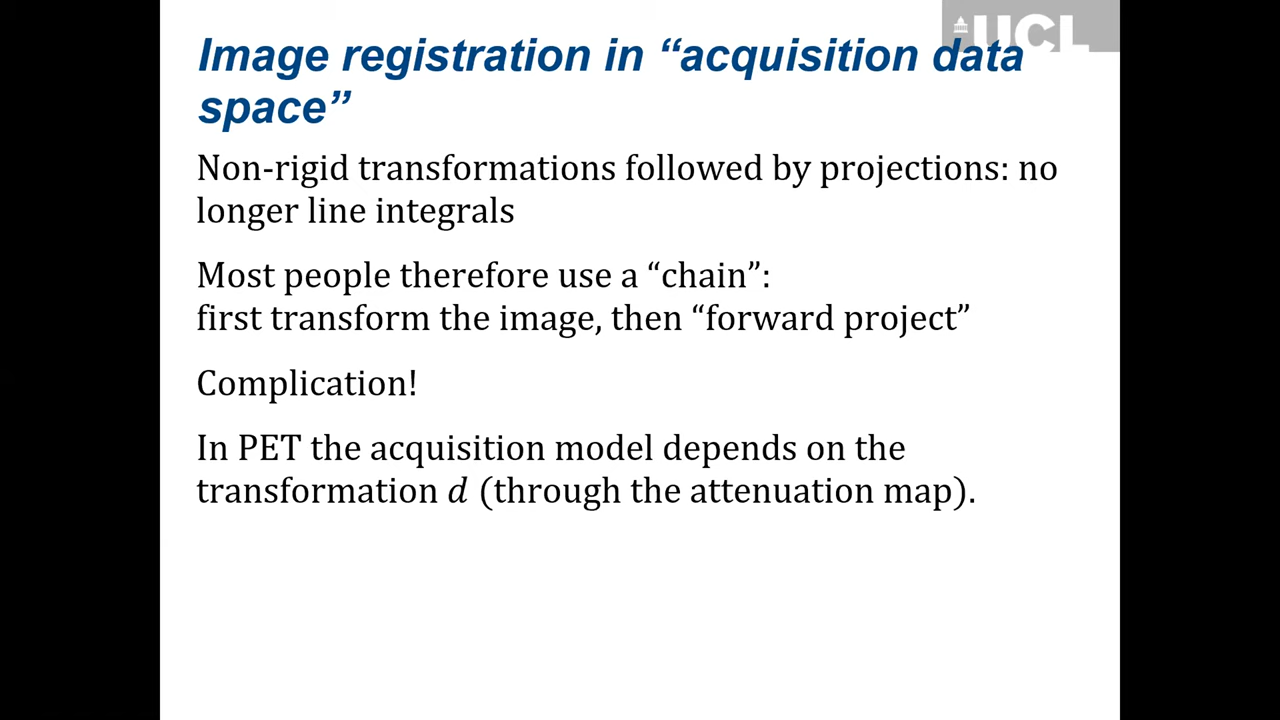 UCL
Image registration in “acquisition data
space”
Non-rigid transformations followed by projections: no
longer line integrals
Most people therefore use a “chain”:
first transform the image, then “forward project”
Complication!
In PET the acquisition model depends on the
transformation d (through the attenuation map).